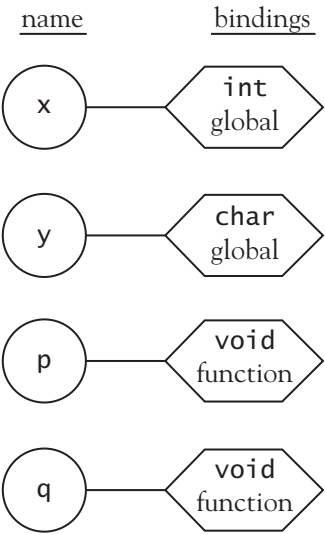 name bindings
x int
global
y char
global
p void
function
q void
function